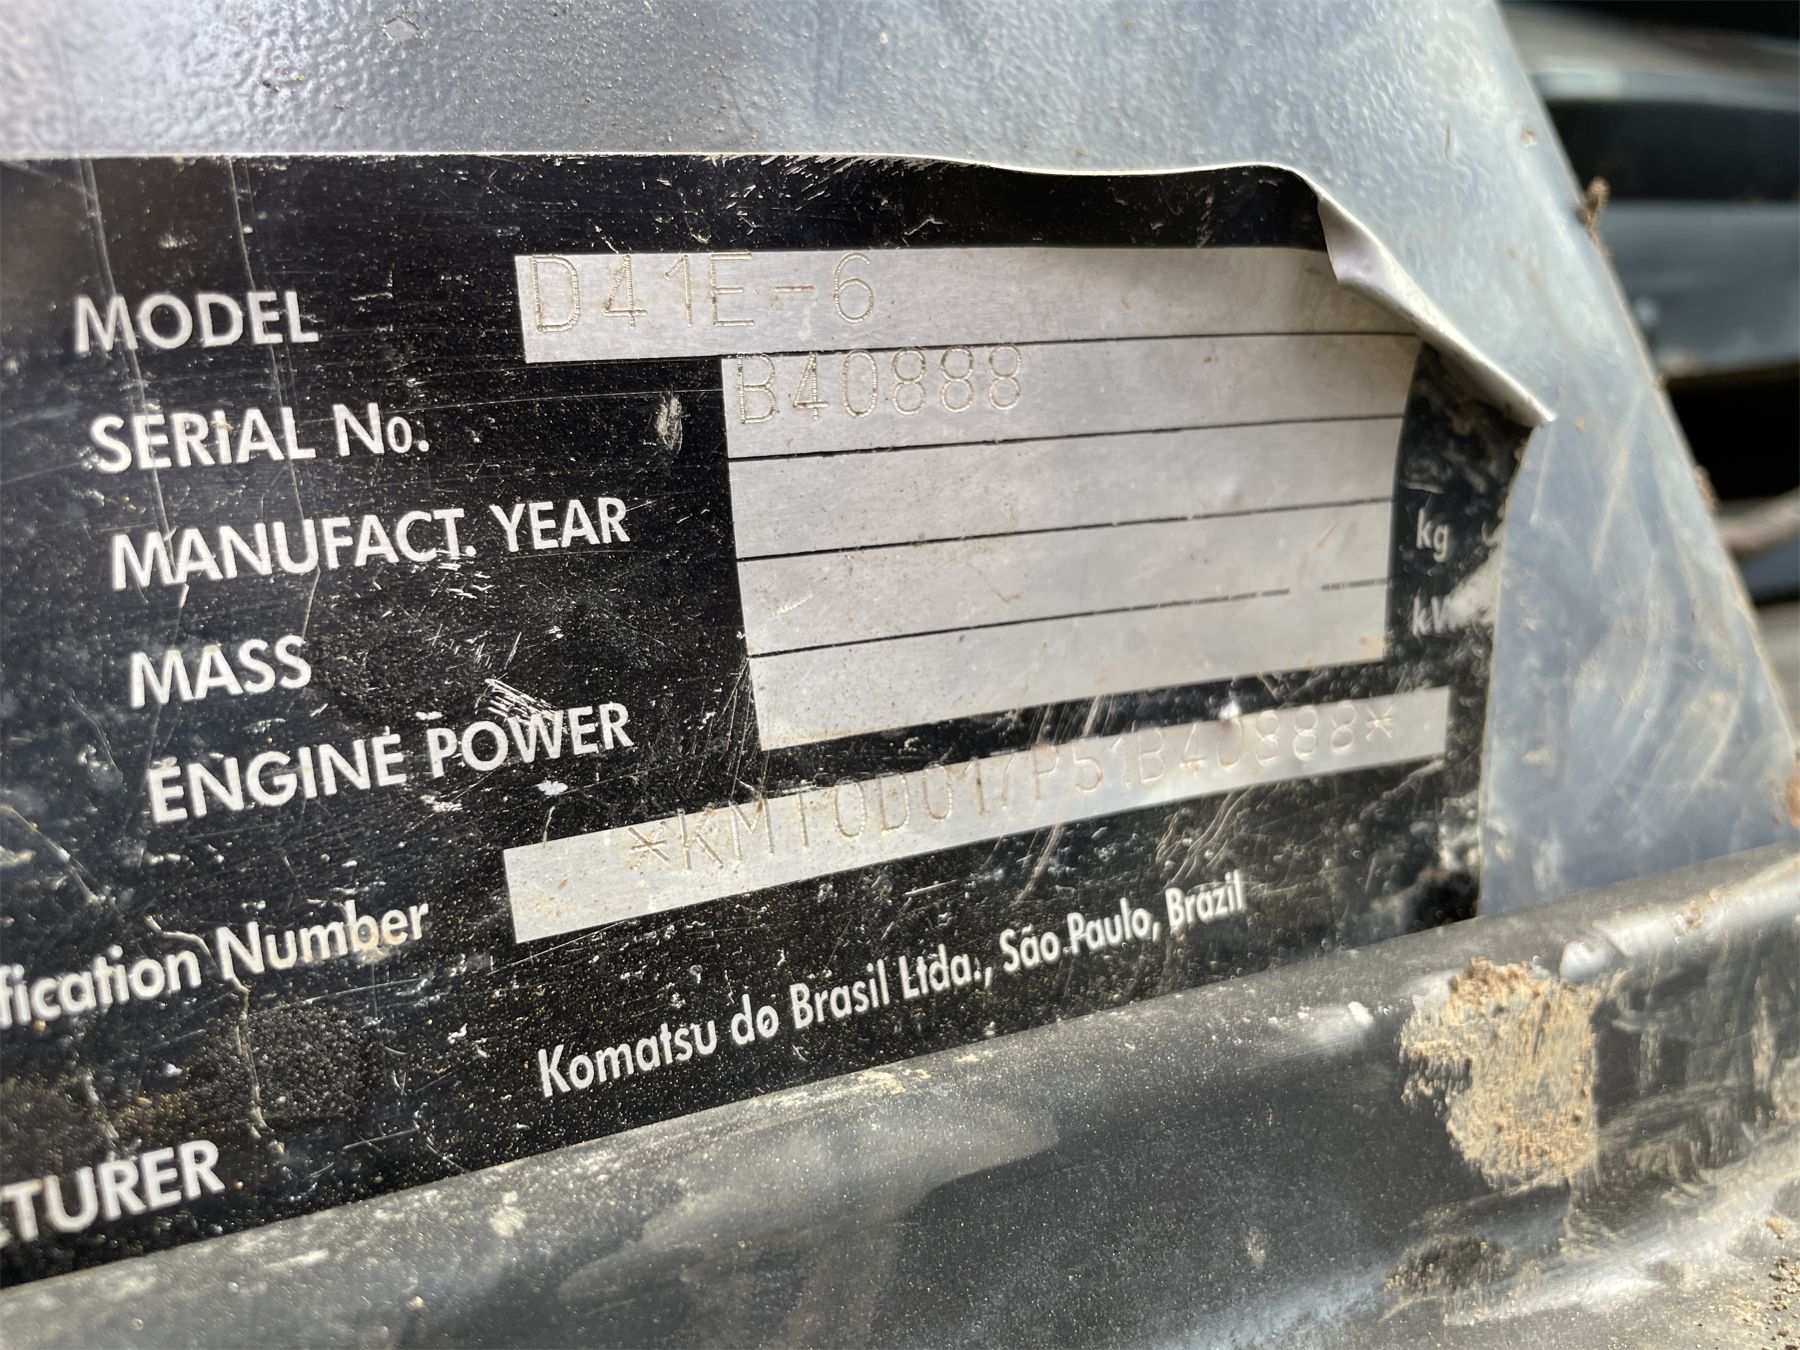 MODEL D41E-6
SERIAL No. B40888
MANUFACT. YEAR
MASS kg
ENGINE POWER kW
fication Number *KMT0D017P51B40888*
Komatsu do Brasil Ltda., São Paulo, Brazil
TURER